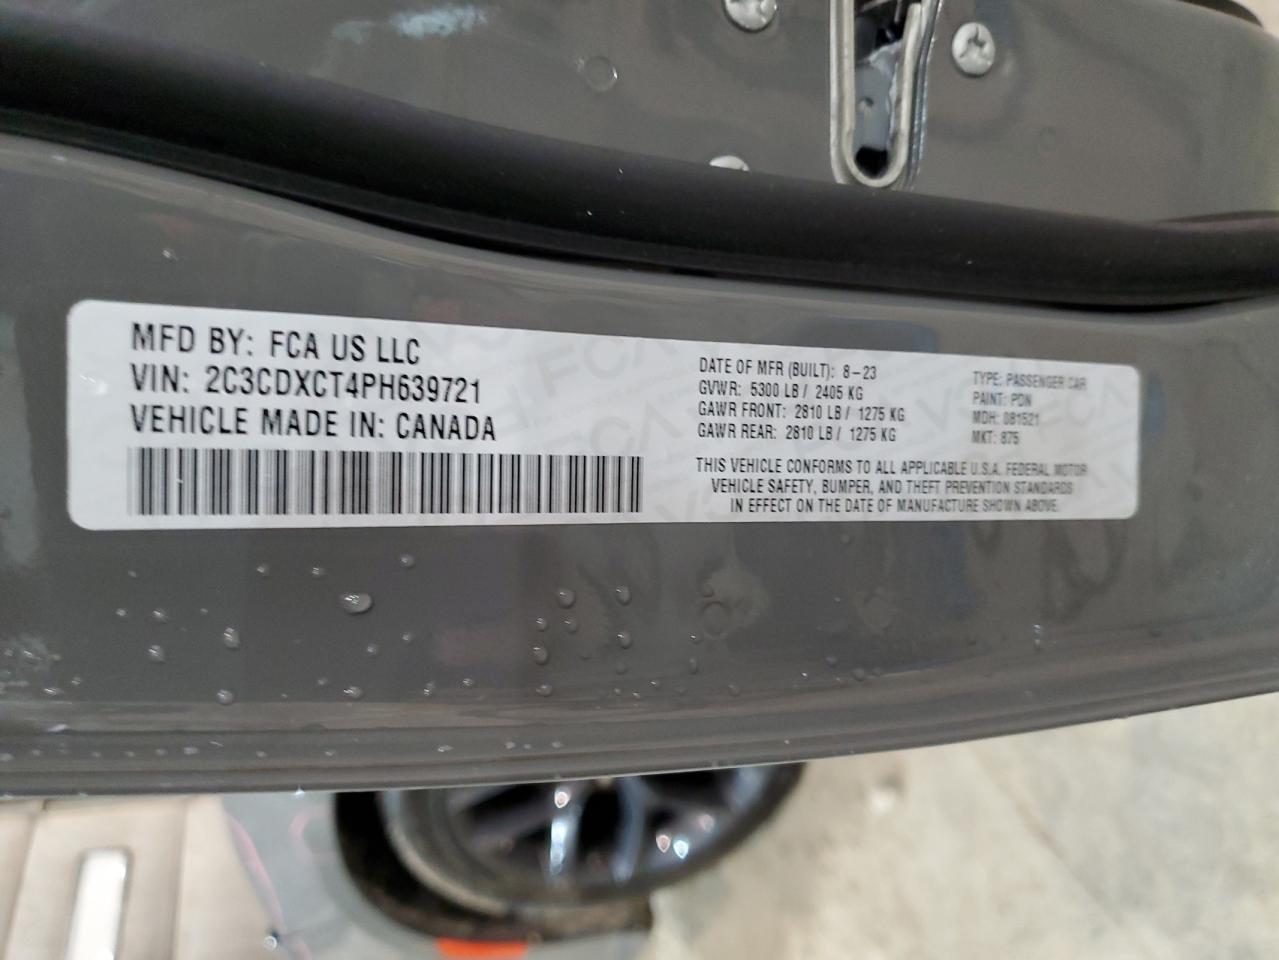 MFD BY: FCA US LLC
VIN: 2C3CDXCT4PH639721
VEHICLE MADE IN: CANADA
DATE OF MFR (BUILT): 8-23
GVWR: 5300 LB / 2405 KG
GAWR FRONT: 2810 LB / 1275 KG
GAWR REAR: 2810 LB / 1275 KG
TYPE: PASSENGER CAR
PAINT: PDN
MDH: 081521
MKT: 875
THIS VEHICLE CONFORMS TO ALL APPLICABLE U.S.A. FEDERAL MOTOR
VEHICLE SAFETY, BUMPER, AND THEFT PREVENTION STANDARDS
IN EFFECT ON THE DATE OF MANUFACTURE SHOWN ABOVE.